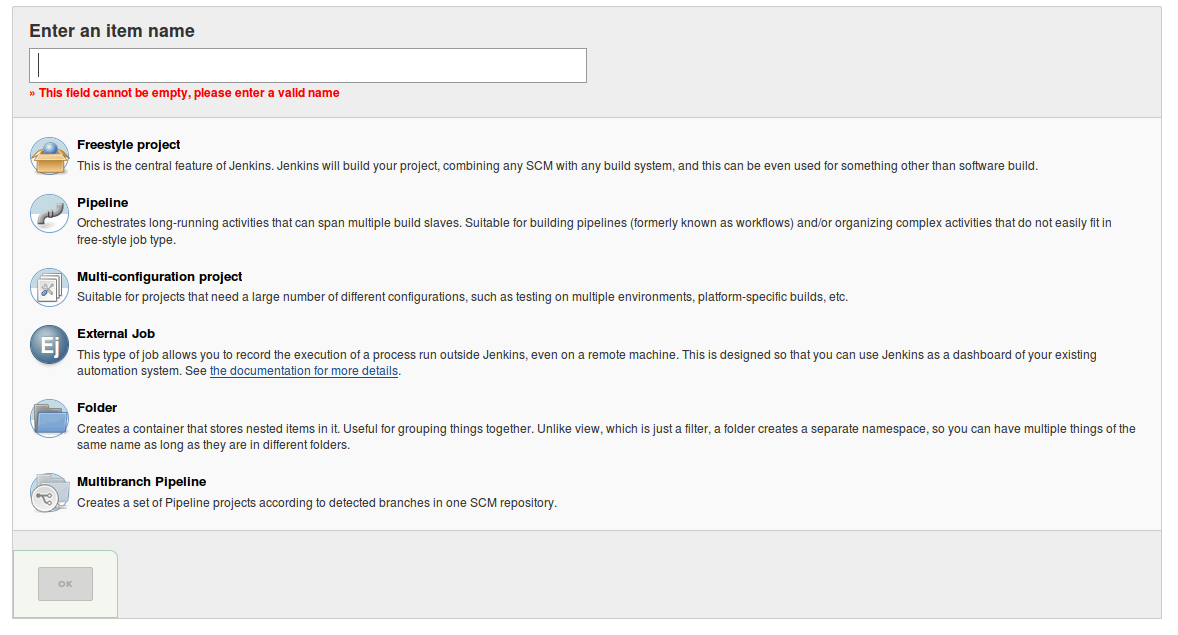 Enter an item name
» This field cannot be empty, please enter a valid name
Freestyle project
This is the central feature of Jenkins. Jenkins will build your project, combining any SCM with any build system, and this can be even used for something other than software build.
Pipeline
Orchestrates long-running activities that can span multiple build slaves. Suitable for building pipelines (formerly known as workflows) and/or organizing complex activities that do not easily fit in
free-style job type.
Multi-configuration project
Suitable for projects that need a large number of different configurations, such as testing on multiple environments, platform-specific builds, etc.
Ej
External Job
This type of job allows you to record the execution of a process run outside Jenkins, even on a remote machine. This is designed so that you can use Jenkins as a dashboard of your existing
automation system. See the documentation for more details.
Folder
Creates a container that stores nested items in it. Useful for grouping things together. Unlike view, which is just a filter, a folder creates a separate namespace, so you can have multiple things of the
same name as long as they are in different folders.
Multibranch Pipeline
Creates a set of Pipeline projects according to detected branches in one SCM repository.
OK